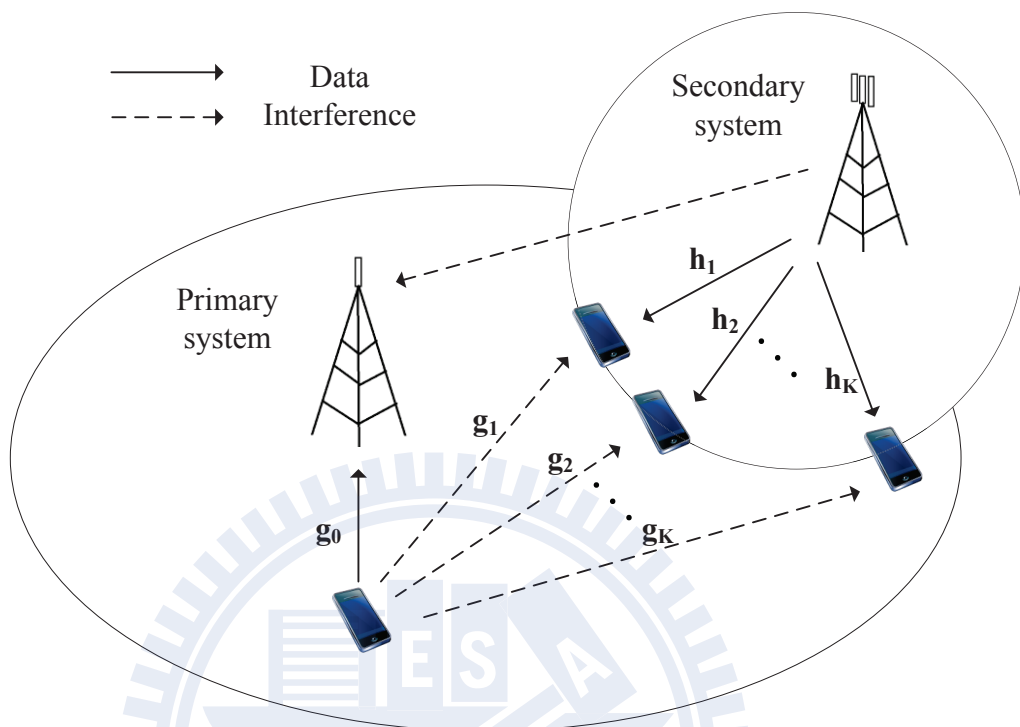 Data
Interference
Secondary
system
Primary
system
h1
h2
hK
g1
g2
gK
g0
E S A